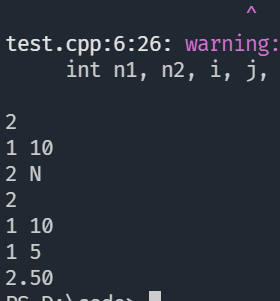 ^
test.cpp:6:26: warning:
int n1, n2, i, j,
2
1 10
2 N
2
1 10
1 5
2.50
PS D:\code>